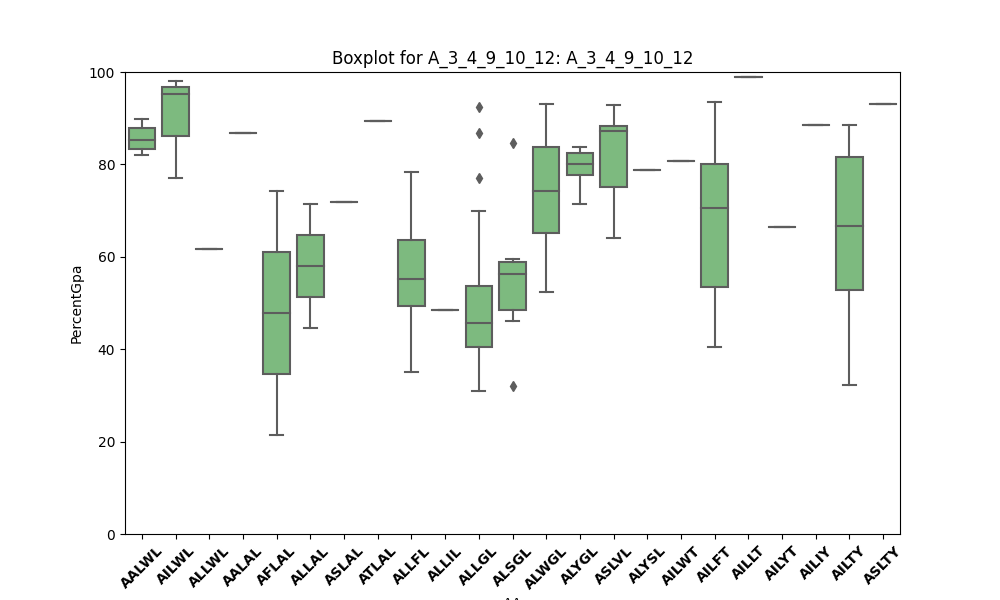 Boxplot for A_3_4_9_10_12: A_3_4_9_10_12
100
80
60
40
20
0
PercentGpa
AALWL
AILWL
ALLWL
AALAL
AFLAL
ALLAL
ASLAL
ATLAL
ALLFL
ALLIL
ALLGL
ALSGL
ALWGL
ALYGL
ASLVL
ALYSL
AILWT
AILFT
AILLT
AILYT
AILIY
AILTY
ASLTY